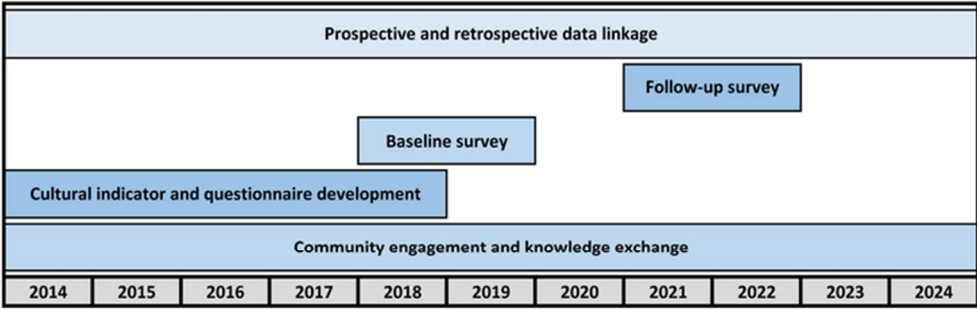 Prospective and retrospective data linkage
Follow-up survey
Baseline survey
Cultural indicator and questionnaire development
Community engagement and knowledge exchange
2014 2015 2016 2017 2018 2019 2020 2021 2022 2023 2024